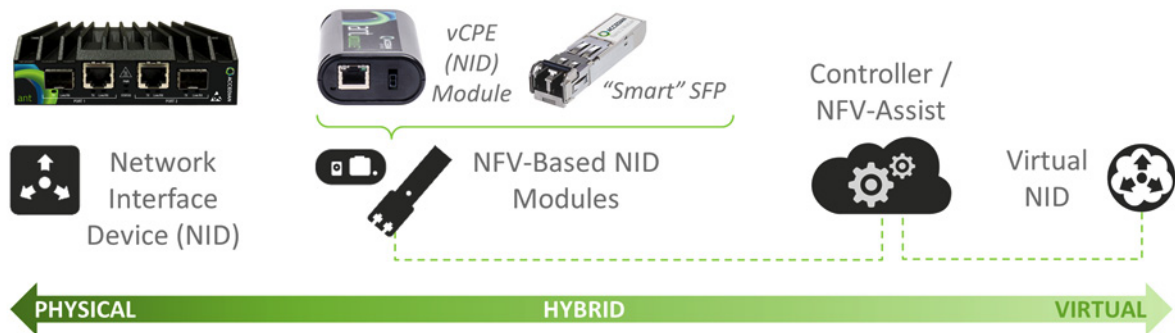 vCPE
(NID)
Module
"Smart" SFP
Controller /
NFV-Assist
ant
Network
Interface
Device (NID)
NFV-Based NID
Modules
Virtual
NID
PHYSICAL
HYBRID
VIRTUAL